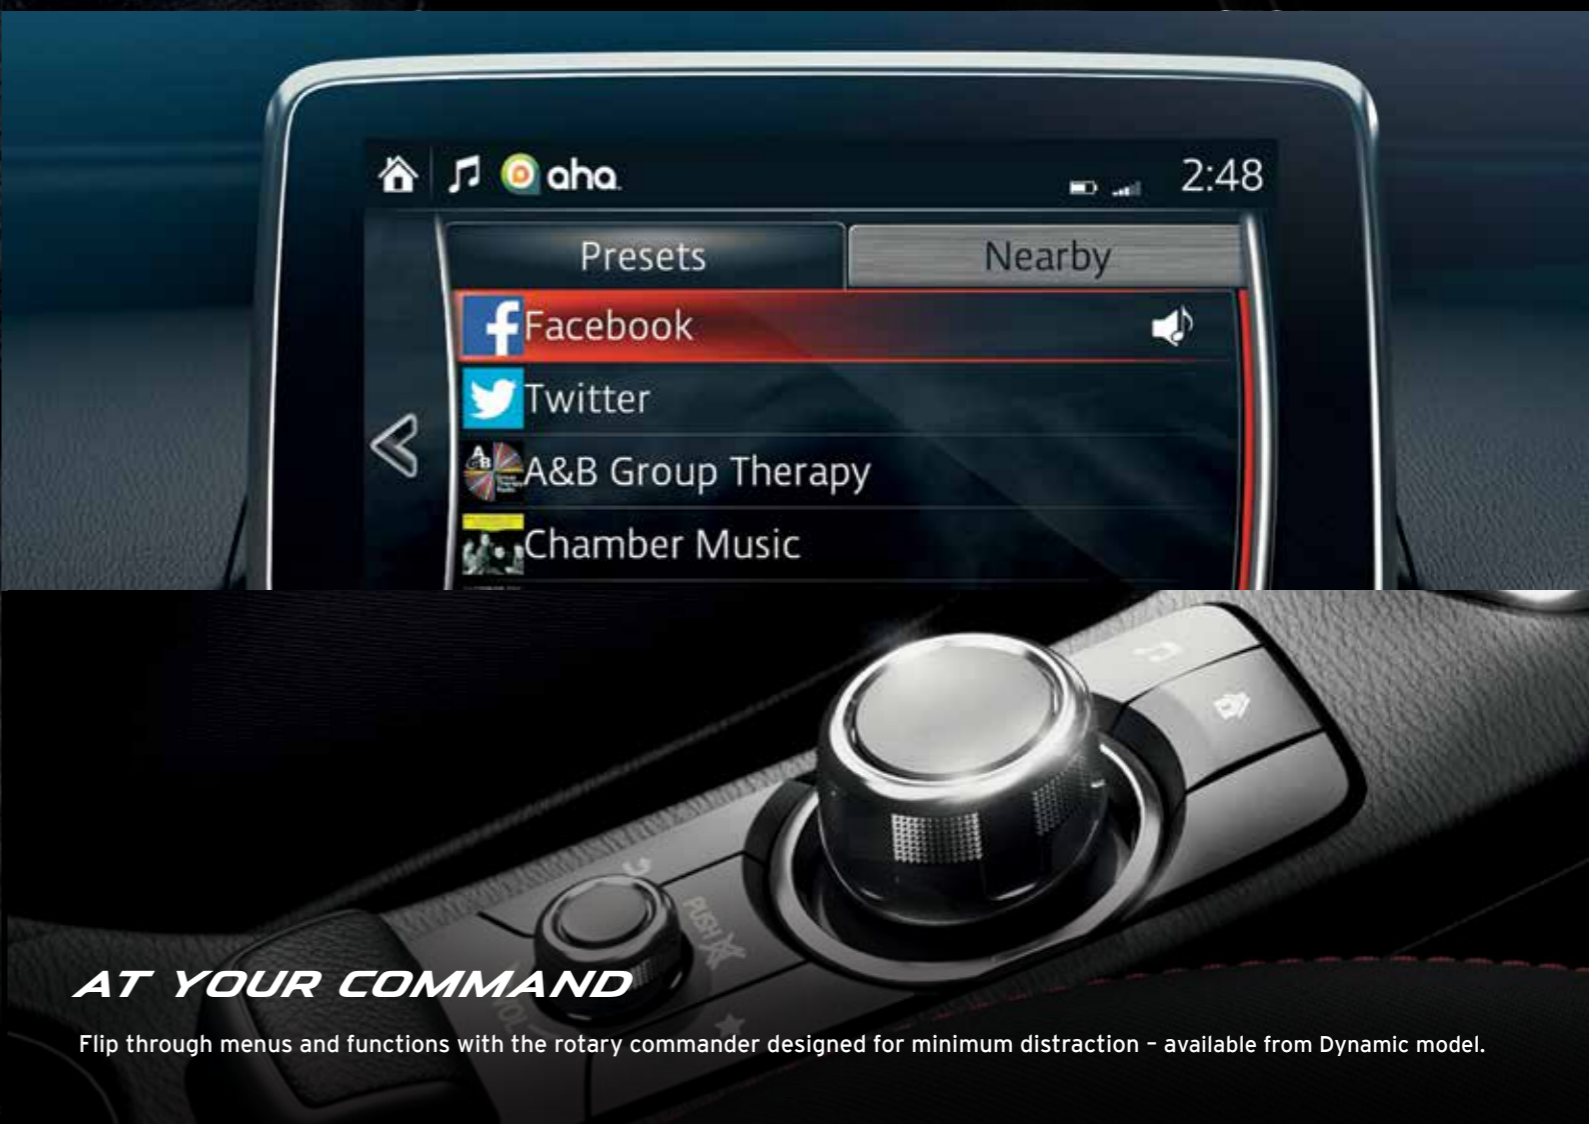 aha
2:48
Presets
Nearby
Facebook
Twitter
A&B Group Therapy
Chamber Music
PUSH
VOL
AT YOUR COMMAND
Flip through menus and functions with the rotary commander designed for minimum distraction – available from Dynamic model.